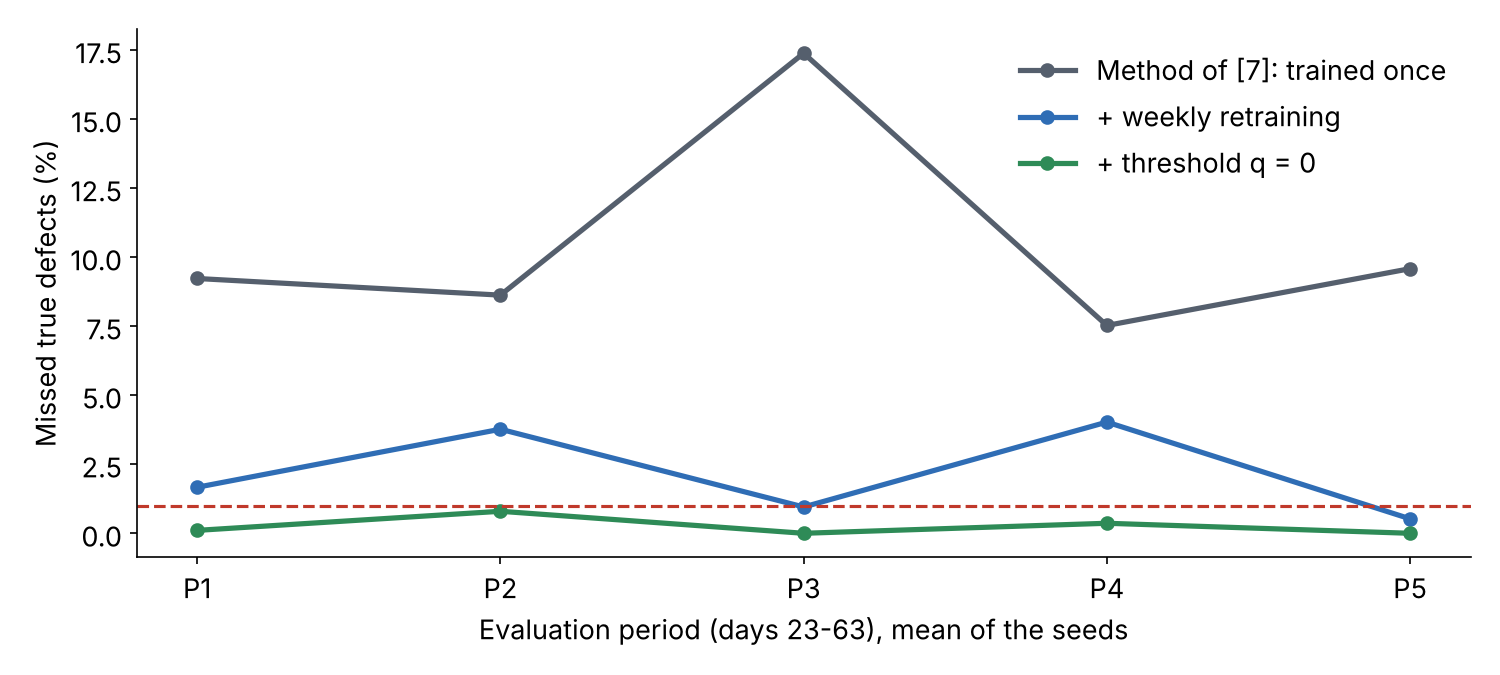 17.5
15.0
12.5
10.0
7.5
5.0
2.5
0.0
Missed true defects (%)
Method of [7]: trained once
+ weekly retraining
+ threshold q = 0
P1 P2 P3 P4 P5
Evaluation period (days 23-63), mean of the seeds